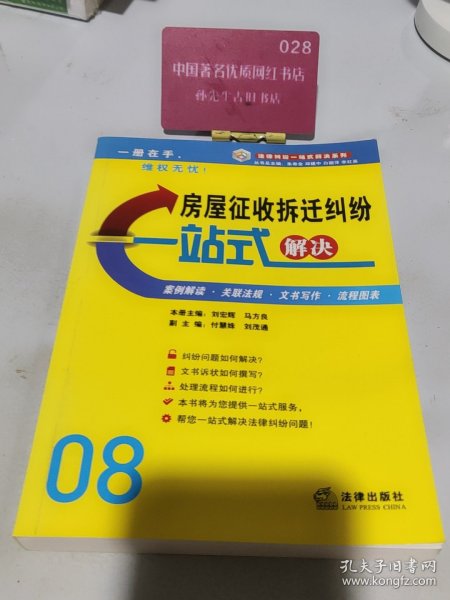 028
中国著名优质网红书店
孙先生古旧书店
一册在手，
维权无忧！
法律纠纷一站式解决系列
房屋征收拆迁纠纷
一站式
解决
案例解读 · 关联法规 · 文书写作 · 流程图表
本册主编：刘宏辉 马方良
副主编：付慧姝 刘茂通
纠纷问题如何解决？
文书诉状如何撰写？
处理流程如何进行？
本书将为您提供一站式服务，
帮您一站式解决法律纠纷问题！
08
法律出版社
LAW PRESS·CHINA
孔夫子旧书网
www.kongfz.com